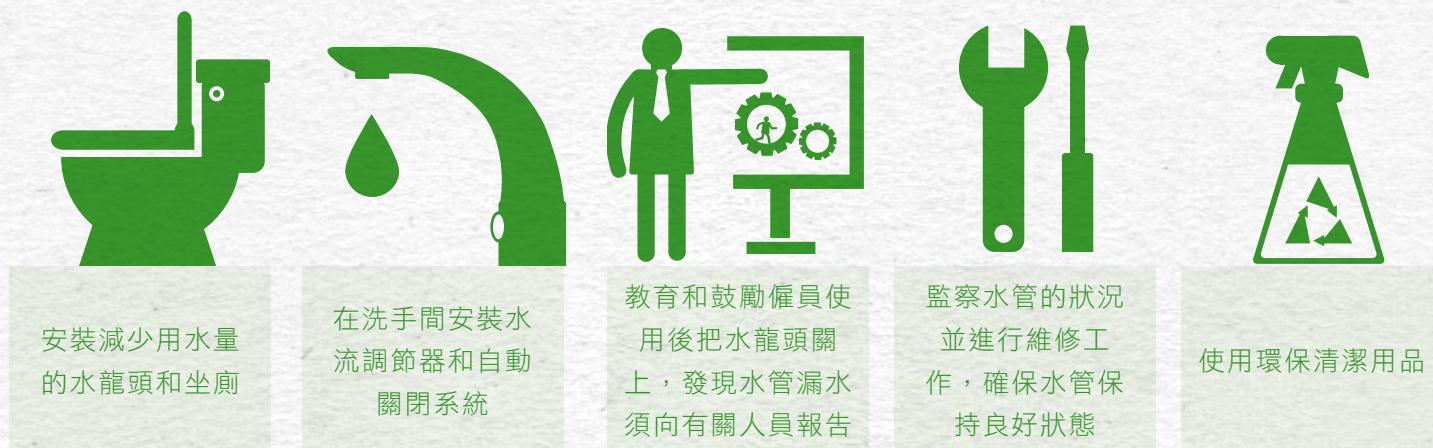 安裝減少用水量
的水龍頭和坐廁
在洗手間安裝水
流調節器和自動
關閉系統
教育和鼓勵僱員使
用後把水龍頭關
上，發現水管漏水
須向有關人員報告
監察水管的狀況
並進行維修工
作，確保水管保
持良好狀態
使用環保清潔用品